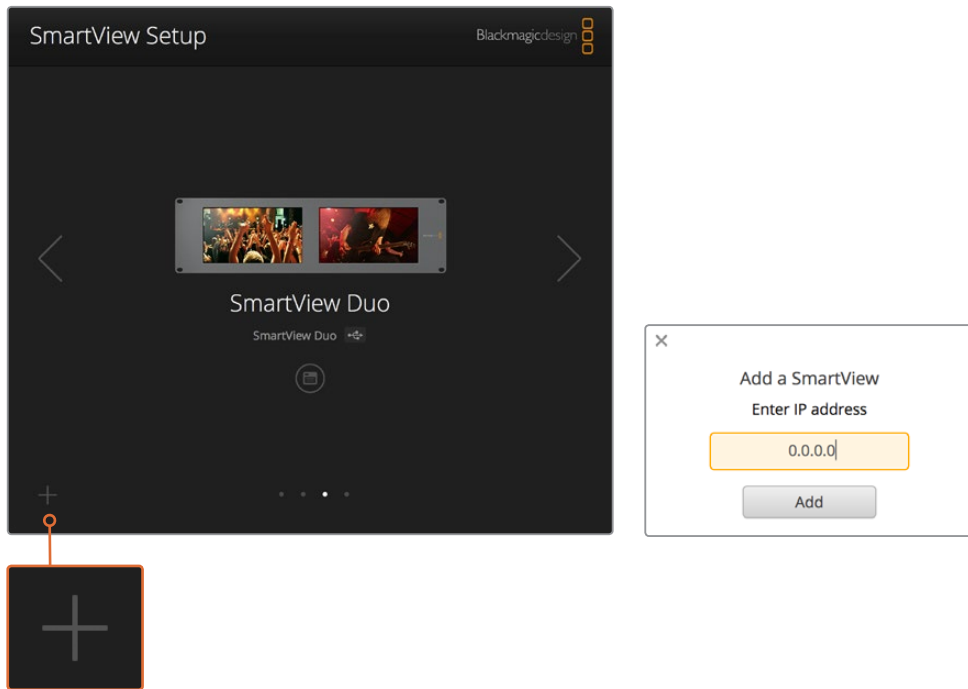 SmartView Setup
Blackmagicdesign
SmartView Duo
SmartView Duo
Add a SmartView
Enter IP address
0.0.0.0
Add